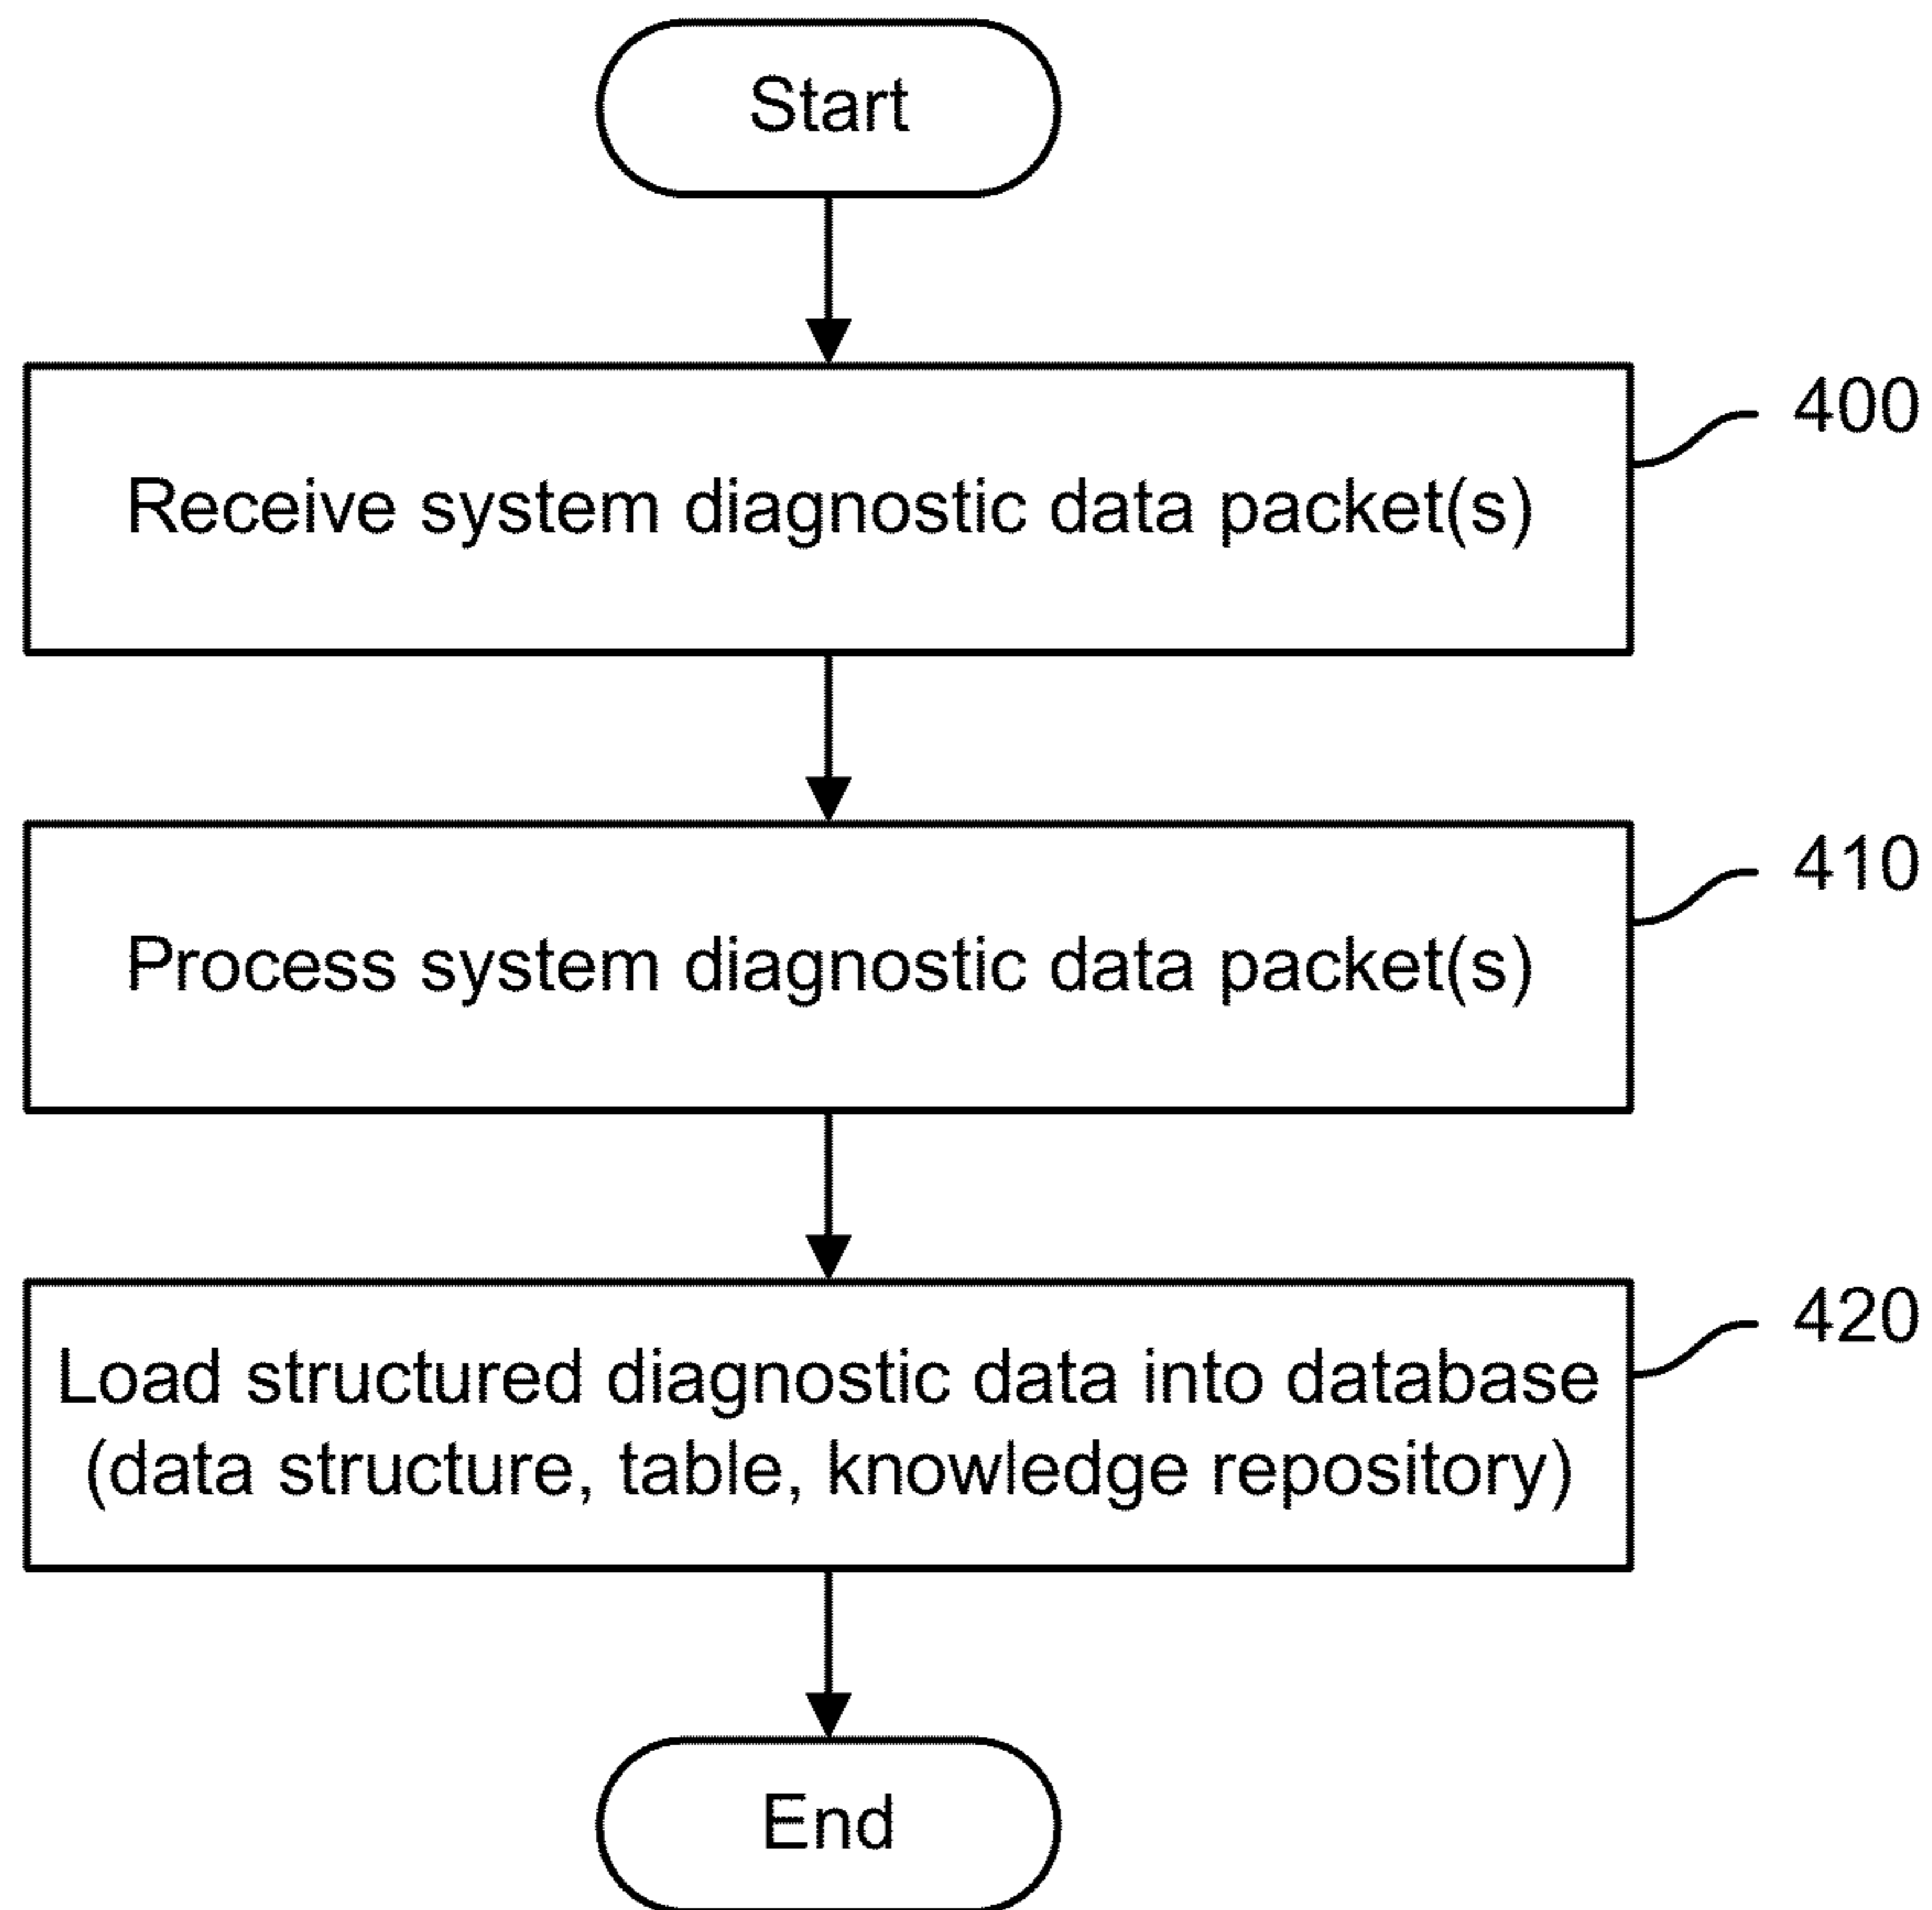 Start
400
Receive system diagnostic data packet(s)
410
Process system diagnostic data packet(s)
420
Load structured diagnostic data into database
(data structure, table, knowledge repository)
End